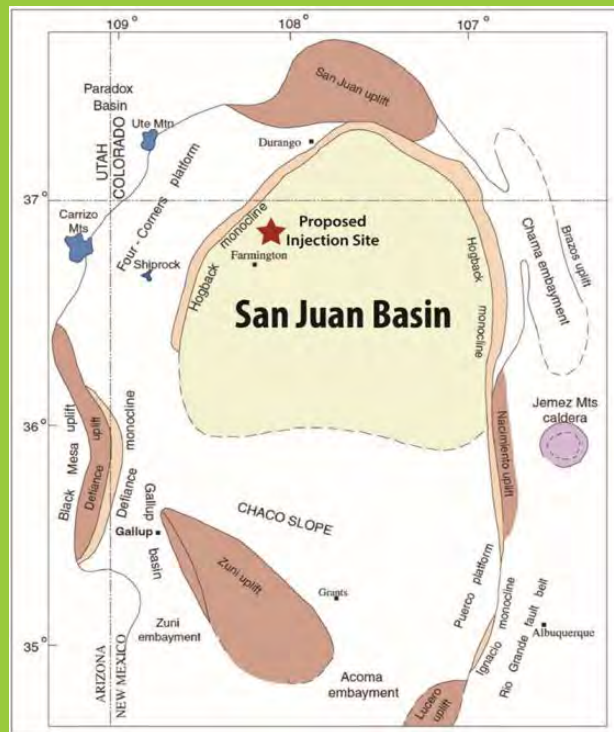 109°
108°
107°
Paradox
Basin
Ute Mtn
San Juan uplift
Durango
UTAH
COLORADO
37°
Four-Corners platform
Carrizo
Mts
Proposed
Injection Site
Hogback monocline
Farmington
Shiprock
San Juan Basin
Hogback monocline
Chama embayment
Brazos uplift
36°
Black Mesa uplift
Defiance uplift
Defiance monocline
Nacimiento uplift
Jemez Mts
caldera
Gallup
basin
Gallup
CHACO SLOPE
Zuni uplift
Grants
Puerco platform
Ignacio monocline
Rio Grande fault belt
Albuquerque
35°
Zuni
embayment
ARIZONA
NEW MEXICO
Acoma
embayment
Lucero
uplift